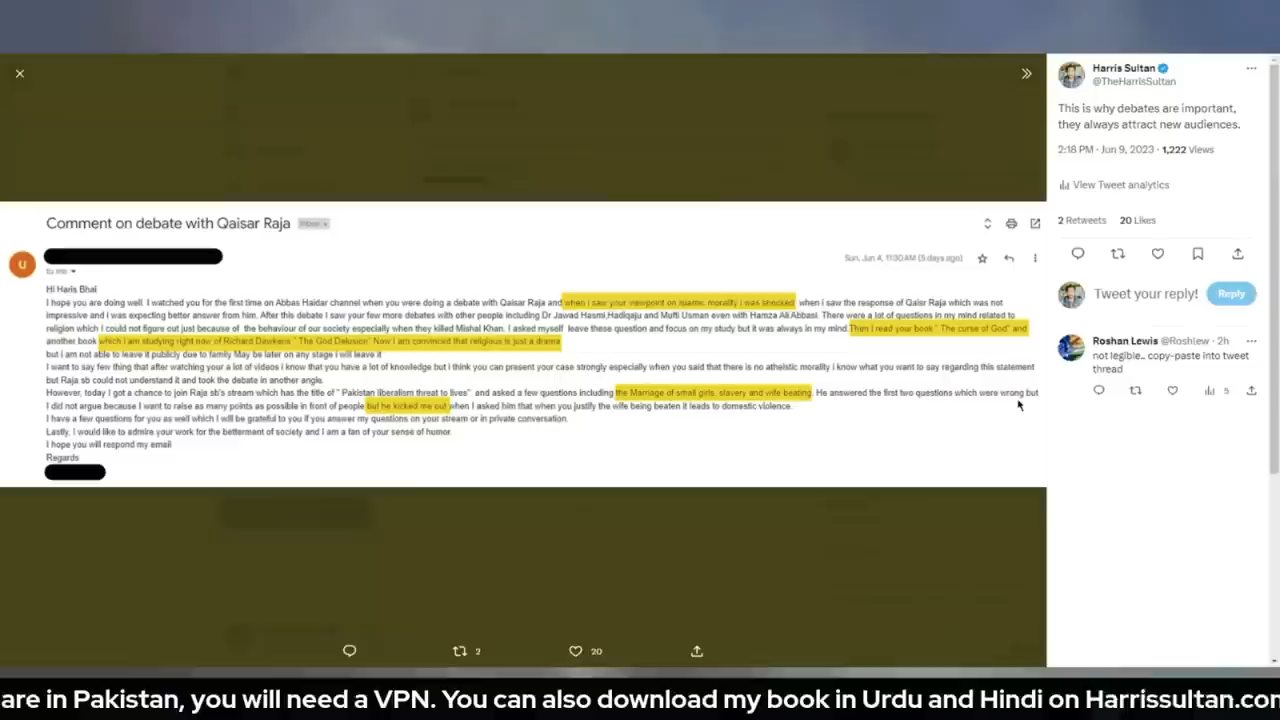 Harris Sultan
@TheHarrisSultan
This is why debates are important,
they always attract new audiences.
2:18 PM · Jun 9, 2023 · 1,222 Views
View Tweet analytics
2 Retweets 20 Likes
Tweet your reply! Reply
Roshan Lewis @Roshlew · 2h
not legible.. copy-paste into tweet
thread
5
Comment on debate with Qaisar Raja Inbox x
U
Sun, Jun 4, 11:30 AM (5 days ago)
to me
Hi Haris Bhai
I hope you are doing well. I watched you for the first time on Abbas Haidar channel when you were doing a debate with Qaisar Raja and when i saw your viewpoint on Islamic morality i was shocked when i saw the response of Qaisr Raja which was not
impressive and i was expecting better answer from him. After this debate I saw your few more debates with other people including Dr Jawad Hasmi,Hadiqaju and Mufti Usman even with Hamza Ali Abbasi. There were a lot of questions in my mind related to
religion which I could not figure out just because of the behaviour of our society especially when they killed Mishal Khan. I asked myself leave these question and focus on my study but it was always in my mind.Then I read your book " The curse of God" and
another book which i am studying right now of Richard Dawkens " The God Delusion" Now I am convinced that religious is just a drama
but i am not able to leave it publicly due to family May be later on any stage i will leave it
I want to say few thing that after watching your a lot of videos i know that you have a lot of knowledge but i think you can present your case strongly especially when you said that there is no atheistic morality i know what you want to say regarding this statement
but Raja sb could not understand it and took the debate in another angle.
However, today I got a chance to join Raja sb's stream which has the title of " Pakistan liberalism threat to lives" and asked a few questions including the Marriage of small girls, slavery and wife beating. He answered the first two questions which were wrong but
I did not argue because I want to raise as many points as possible in front of people but he kicked me out when I asked him that when you justify the wife being beaten it leads to domestic violence.
I have a few questions for you as well which I will be grateful to you if you answer my questions on your stream or in private conversation.
Lastly, I would like to admire your work for the betterment of society and I am a fan of your sense of humor.
I hope you will respond my email
Regards
2 20
are in Pakistan, you will need a VPN. You can also download my book in Urdu and Hindi on Harrissultan.com